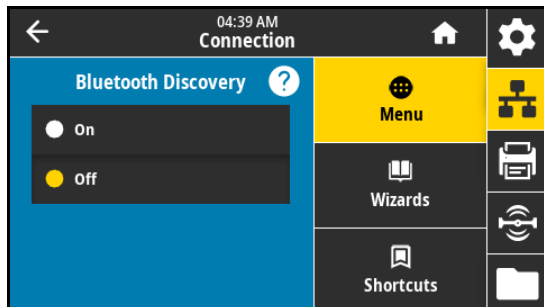 04:39 AM
Connection
Bluetooth Discovery ?
On
Off
Menu
Wizards
Shortcuts